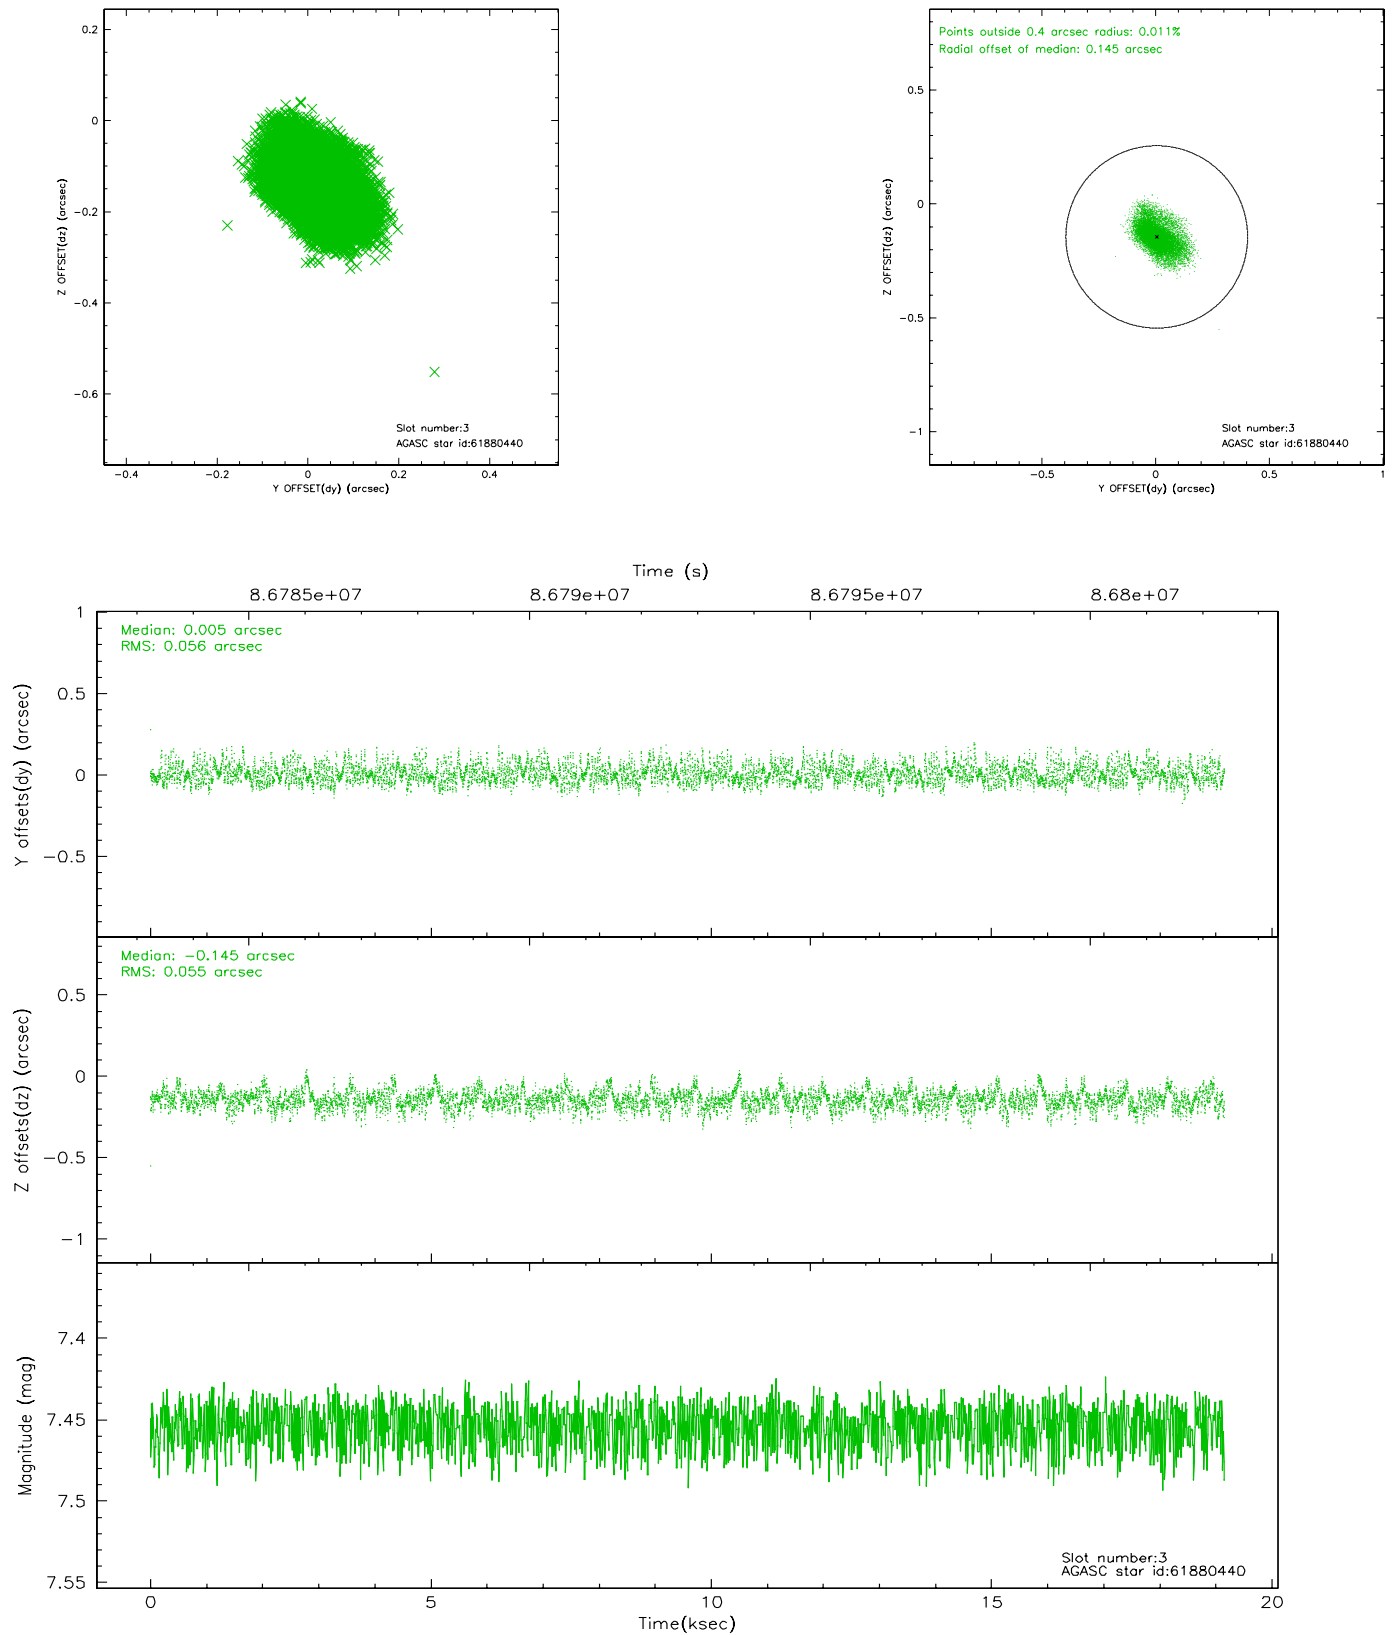 0.2
0
−0.2
−0.4
−0.6
Z OFFSET(dz) (arcsec)
Slot number:3
AGASC star id:61880440
−0.4
−0.2
0
0.2
0.4
Y OFFSET(dy) (arcsec)
Points outside 0.4 arcsec radius: 0.011%
Radial offset of median: 0.145 arcsec
0.5
0
−0.5
−1
Z OFFSET(dz) (arcsec)
Slot number:3
AGASC star id:61880440
−0.5
0
0.5
1
Y OFFSET(dy) (arcsec)
Time (s)
8.6785e+07
8.679e+07
8.6795e+07
8.68e+07
Median: 0.005 arcsec
RMS: 0.056 arcsec
1
0.5
0
−0.5
Y offsets(dy) (arcsec)
Median: −0.145 arcsec
RMS: 0.055 arcsec
0.5
0
−0.5
−1
Z offsets(dz) (arcsec)
7.4
7.45
7.5
7.55
Magnitude (mag)
Slot number:3
AGASC star id:61880440
0
5
10
15
20
Time(ksec)